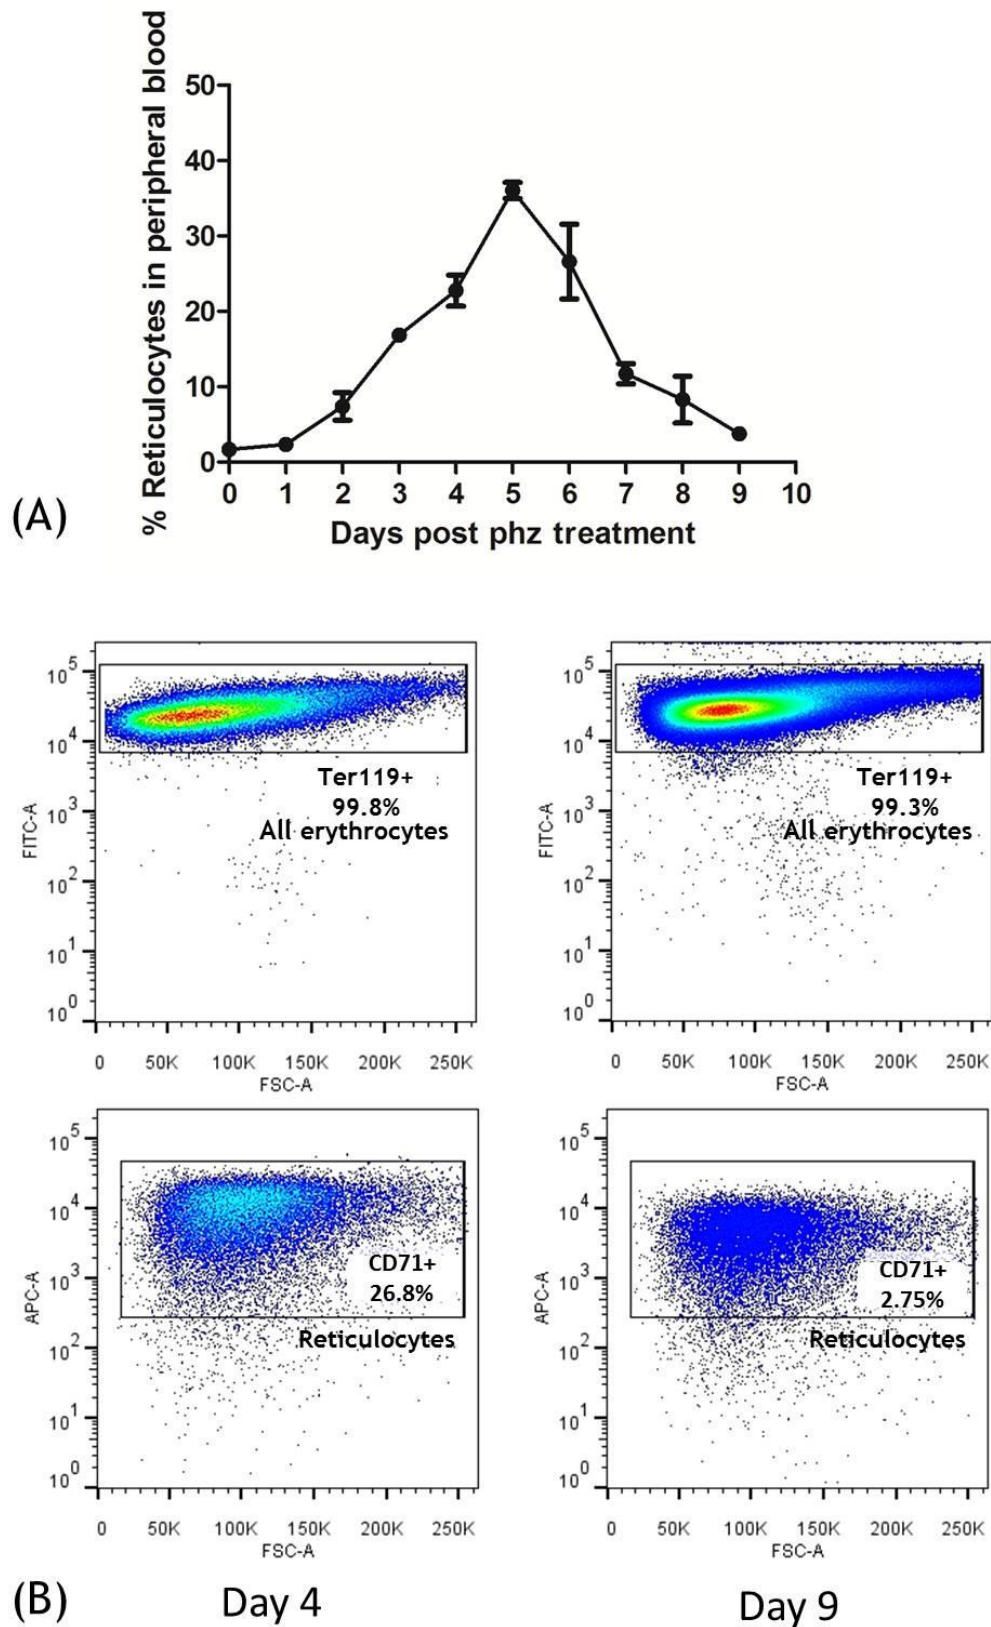 % Reticulocytes in peripheral blood
50
40
30
20
10
0
0 1 2 3 4 5 6 7 8 9 10
Days post phz treatment
(A)
10^5
10^4
10^3
10^2
10^1
10^0
FITC-A
Ter119+
99.8%
All erythrocytes
0 50K 100K 150K 200K 250K
FSC-A
10^5
10^4
10^3
10^2
10^1
10^0
FITC-A
Ter119+
99.3%
All erythrocytes
0 50K 100K 150K 200K 250K
FSC-A
10^5
10^4
10^3
10^2
10^1
10^0
APC-A
CD71+
26.8%
Reticulocytes
0 50K 100K 150K 200K 250K
FSC-A
10^5
10^4
10^3
10^2
10^1
10^0
APC-A
CD71+
2.75%
Reticulocytes
0 50K 100K 150K 200K 250K
FSC-A
(B)
Day 4
Day 9